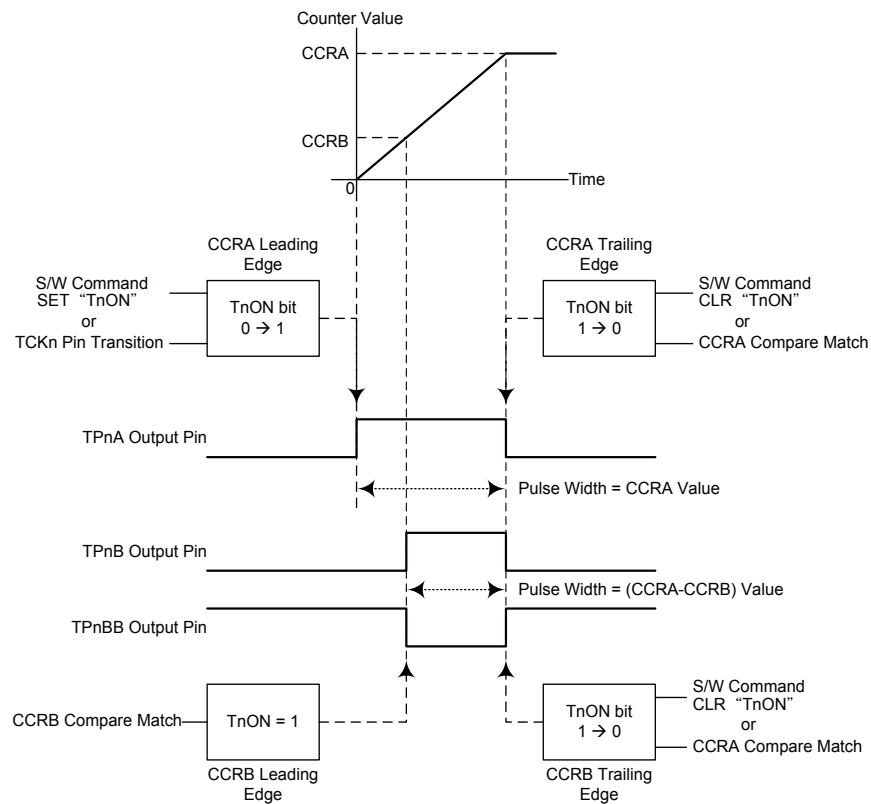 Counter Value
CCRA
CCRB
0
Time
CCRA Leading
Edge
CCRA Trailing
Edge
S/W Command
SET “TnON”
or
TCKn Pin Transition
TnON bit
0 → 1
TnON bit
1 → 0
S/W Command
CLR “TnON”
or
CCRA Compare Match
TPnA Output Pin
Pulse Width = CCRA Value
TPnB Output Pin
Pulse Width = (CCRA-CCRB) Value
TPnBB Output Pin
CCRB Compare Match
TnON = 1
CCRB Leading
Edge
TnON bit
1 → 0
S/W Command
CLR “TnON”
or
CCRA Compare Match
CCRB Trailing
Edge